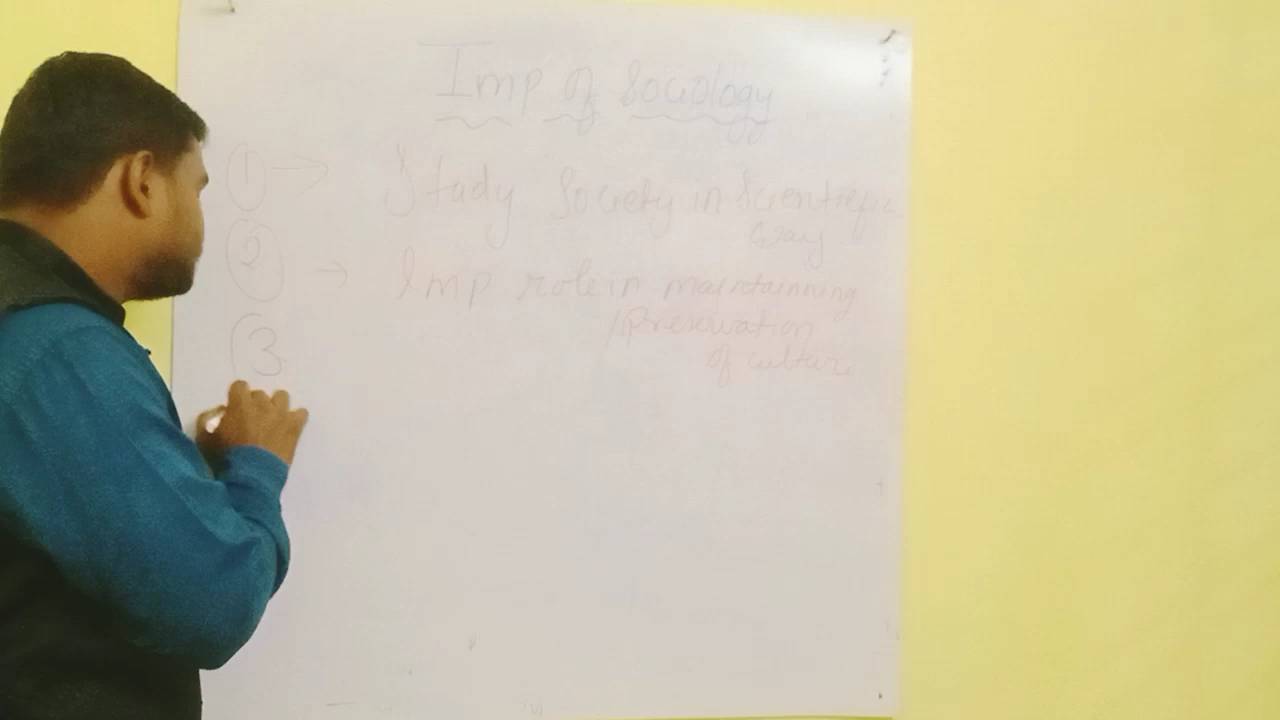 Imp of Sociology
① → Study Society in Scientific
way
② → Imp role in maintainning
/Preservation
of culture
③